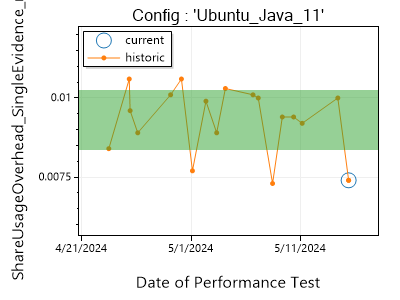 Config : 'Ubuntu_Java_11'
current
historic
ShareUsageOverhead_SingleEvidence_
0.01
0.0075
4/21/2024
5/1/2024
5/11/2024
Date of Performance Test